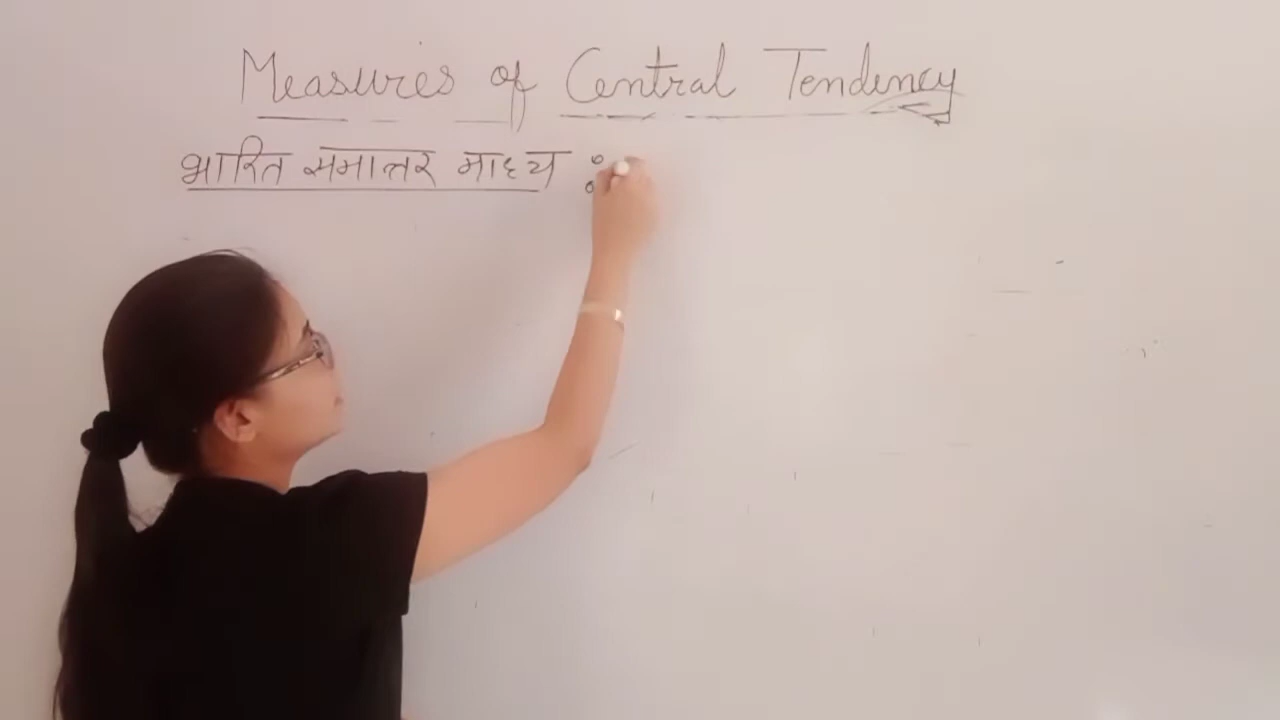 Measures of Central Tendency
भारित समान्तर माध्य :